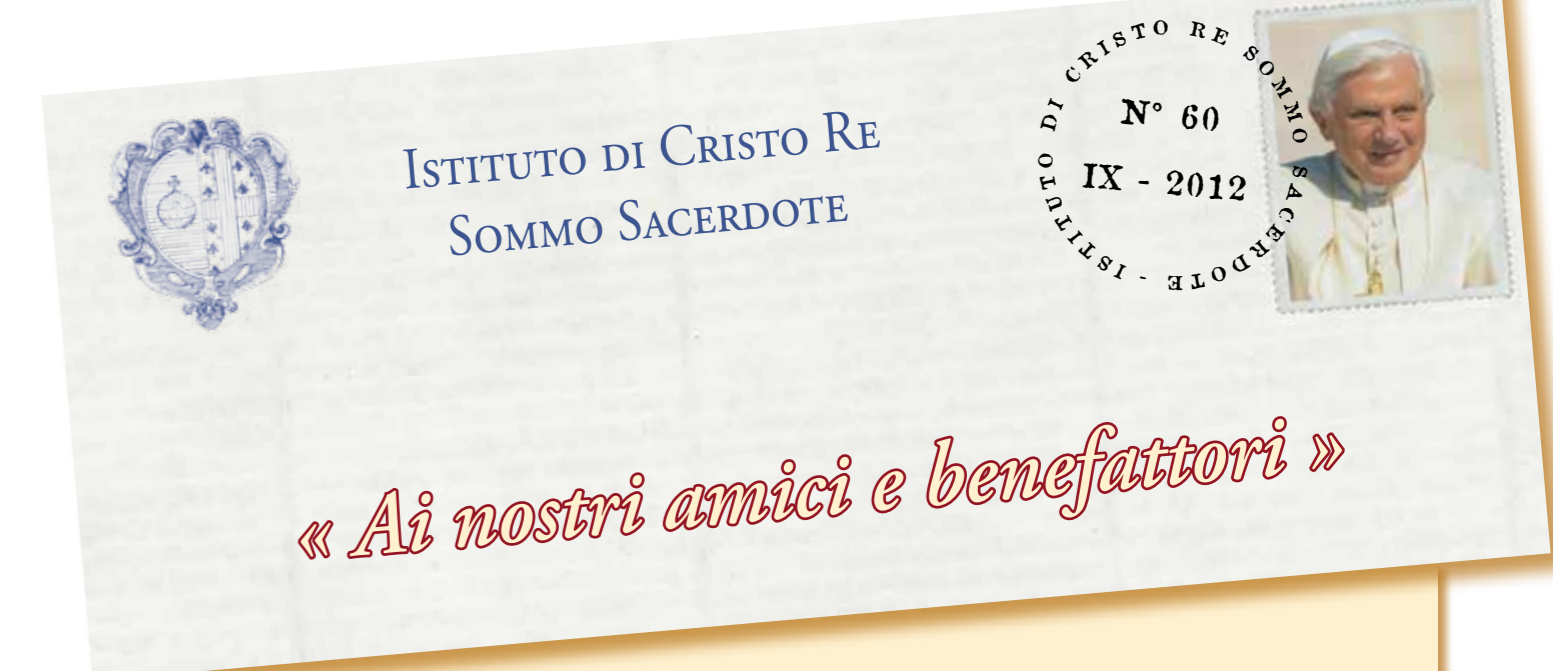 Istituto di Cristo Re
Sommo Sacerdote
ISTITUTO DI CRISTO RE SOMMO SACERDOTE -
N° 60
IX - 2012
« Ai nostri amici e benefattori »